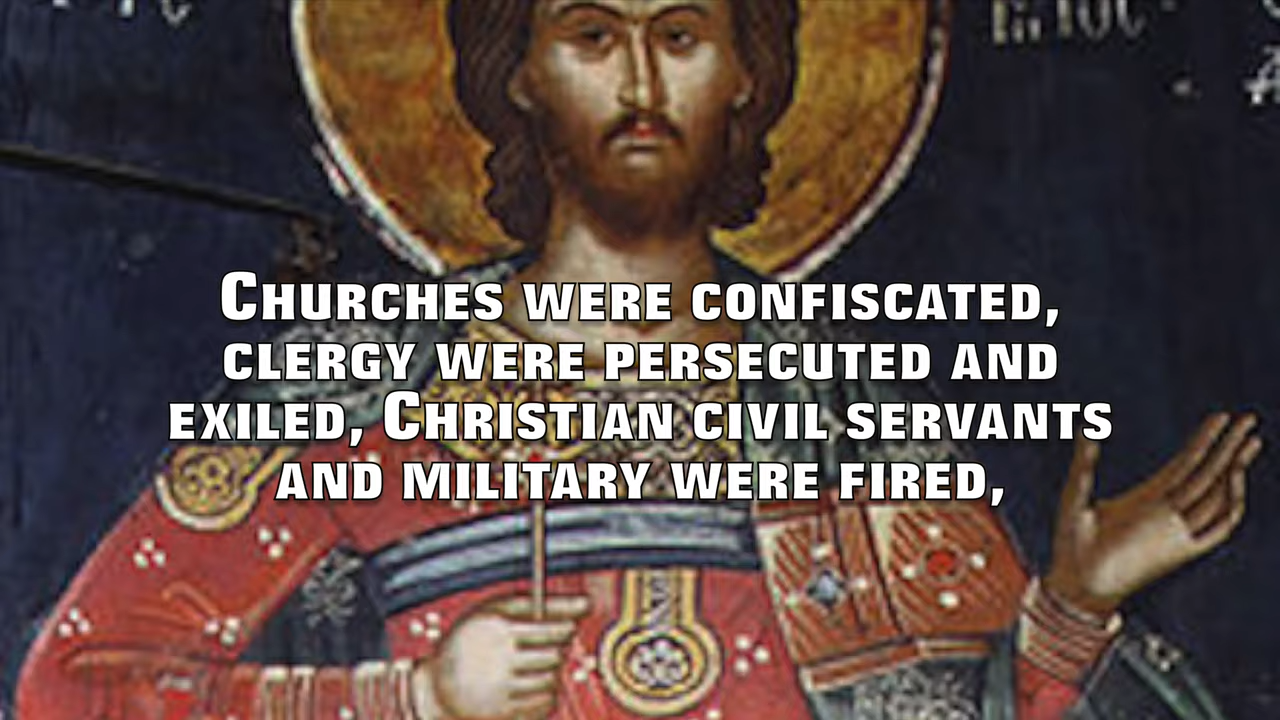 Churches were confiscated,
clergy were persecuted and
exiled, Christian civil servants
and military were fired,